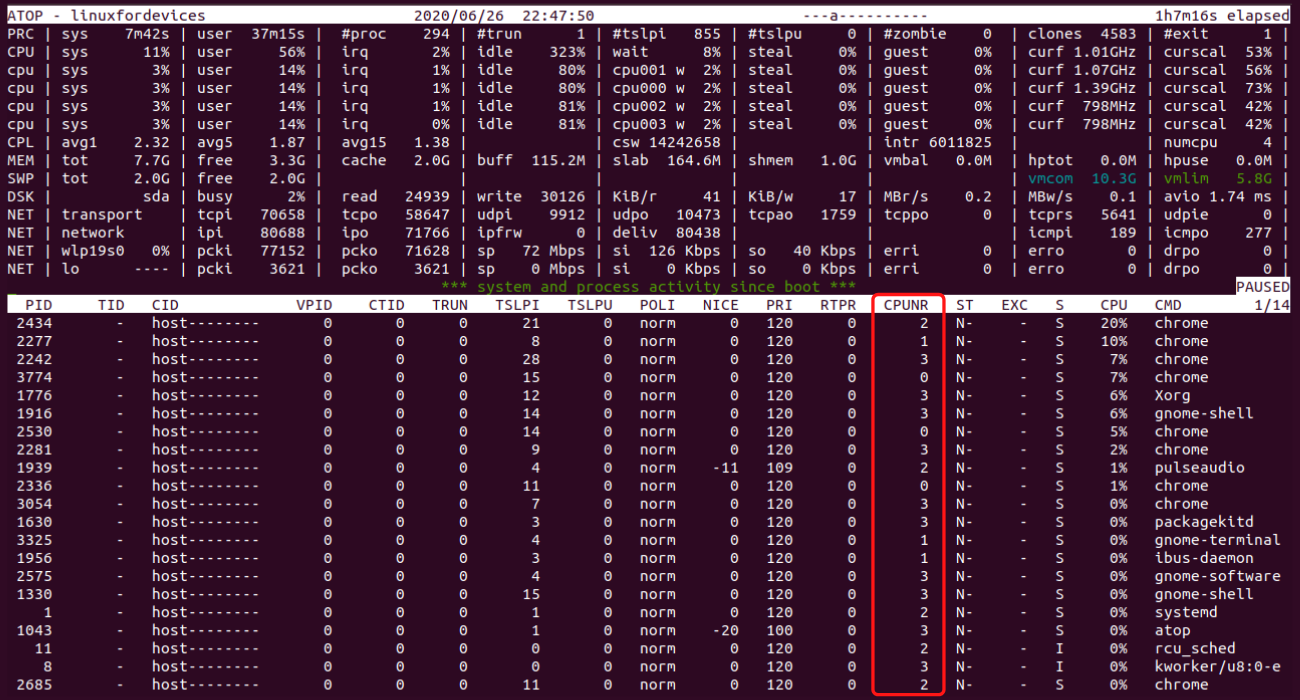 ATOP - linuxfordevices 2020/06/26 22:47:50 ---a---------- 1h7m16s elapsed
PRC | sys 7m42s | user 37m15s | #proc 294 | #trun 1 | #tslpi 855 | #tslpu 0 | #zombie 0 | clones 4583 | #exit 1 |
CPU | sys 11% | user 56% | irq 2% | idle 323% | wait 8% | steal 0% | guest 0% | curf 1.01GHz | curscal 53% |
cpu | sys 3% | user 14% | irq 1% | idle 80% | cpu001 w 2% | steal 0% | guest 0% | curf 1.07GHz | curscal 56% |
cpu | sys 3% | user 14% | irq 1% | idle 80% | cpu000 w 2% | steal 0% | guest 0% | curf 1.39GHz | curscal 73% |
cpu | sys 3% | user 14% | irq 1% | idle 81% | cpu002 w 2% | steal 0% | guest 0% | curf 798MHz | curscal 42% |
cpu | sys 3% | user 14% | irq 0% | idle 81% | cpu003 w 2% | steal 0% | guest 0% | curf 798MHz | curscal 42% |
CPL | avg1 2.32 | avg5 1.87 | avg15 1.38 | | csw 14242658 | | intr 6011825 | | numcpu 4 |
MEM | tot 7.7G | free 3.3G | cache 2.0G | buff 115.2M | slab 164.6M | shmem 1.0G | vmbal 0.0M | hptot 0.0M | hpuse 0.0M |
SWP | tot 2.0G | free 2.0G | | | | | | vmcom 10.3G | vmlim 5.8G |
DSK | sda | busy 2% | read 24939 | write 30126 | KiB/r 41 | KiB/w 17 | MBr/s 0.2 | MBw/s 0.1 | avio 1.74 ms |
NET | transport | tcpi 70658 | tcpo 58647 | udpi 9912 | udpo 10473 | tcpao 1759 | tcppo 0 | tcprs 5641 | udpie 0 |
NET | network | ipi 80688 | ipo 71766 | ipfrw 0 | deliv 80438 | | | icmpi 189 | icmpo 277 |
NET | wlp19s0 0% | pcki 77152 | pcko 71628 | sp 72 Mbps | si 126 Kbps | so 40 Kbps | erri 0 | erro 0 | drpo 0 |
NET | lo ---- | pcki 3621 | pcko 3621 | sp 0 Mbps | si 0 Kbps | so 0 Kbps | erri 0 | erro 0 | drpo 0 |
*** system and process activity since boot *** PAUSED
PID TID CID VPID CTID TRUN TSLPI TSLPU POLI NICE PRI RTPR CPUNR ST EXC S CPU CMD 1/14
2434 - host-------- 0 0 0 21 0 norm 0 120 0 2 N- - S 20% chrome
2277 - host-------- 0 0 0 8 0 norm 0 120 0 1 N- - S 10% chrome
2242 - host-------- 0 0 0 28 0 norm 0 120 0 3 N- - S 7% chrome
3774 - host-------- 0 0 0 15 0 norm 0 120 0 0 N- - S 7% chrome
1776 - host-------- 0 0 0 12 0 norm 0 120 0 3 N- - S 6% Xorg
1916 - host-------- 0 0 0 14 0 norm 0 120 0 3 N- - S 6% gnome-shell
2530 - host-------- 0 0 0 14 0 norm 0 120 0 0 N- - S 5% chrome
2281 - host-------- 0 0 0 9 0 norm 0 120 0 3 N- - S 2% chrome
1939 - host-------- 0 0 0 4 0 norm -11 109 0 2 N- - S 1% pulseaudio
2336 - host-------- 0 0 0 11 0 norm 0 120 0 0 N- - S 1% chrome
3054 - host-------- 0 0 0 7 0 norm 0 120 0 3 N- - S 0% chrome
1630 - host-------- 0 0 0 3 0 norm 0 120 0 3 N- - S 0% packagekitd
3325 - host-------- 0 0 0 4 0 norm 0 120 0 1 N- - S 0% gnome-terminal
1956 - host-------- 0 0 0 3 0 norm 0 120 0 1 N- - S 0% ibus-daemon
2575 - host-------- 0 0 0 4 0 norm 0 120 0 3 N- - S 0% gnome-software
1330 - host-------- 0 0 0 15 0 norm 0 120 0 3 N- - S 0% gnome-shell
1 - host-------- 0 0 0 1 0 norm 0 120 0 2 N- - S 0% systemd
1043 - host-------- 0 0 0 1 0 norm -20 100 0 3 N- - S 0% atop
11 - host-------- 0 0 0 0 0 norm 0 120 0 2 N- - I 0% rcu_sched
8 - host-------- 0 0 0 0 0 norm 0 120 0 3 N- - I 0% kworker/u8:0-e
2685 - host-------- 0 0 0 11 0 norm 0 120 0 2 N- - S 0% chrome